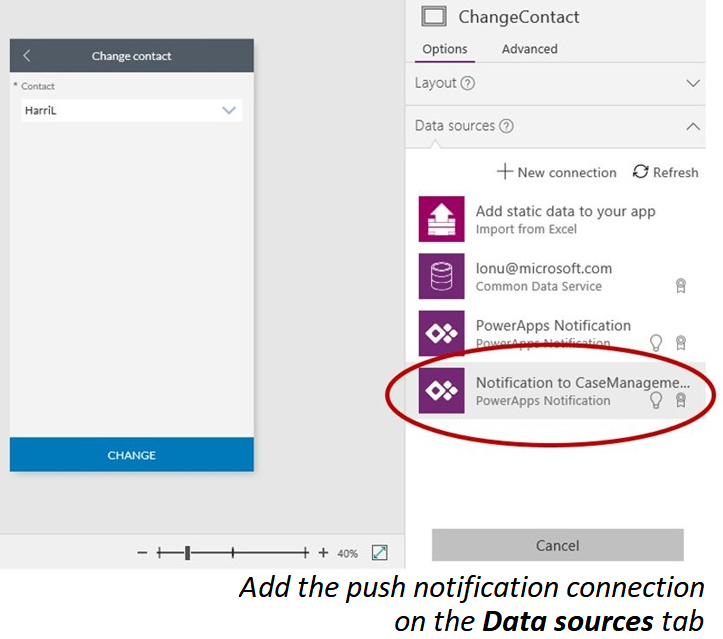 Change contact
* Contact
HarriL
CHANGE
40%
ChangeContact
Options Advanced
Layout
Data sources
New connection Refresh
Add static data to your app
Import from Excel
lonu@microsoft.com
Common Data Service
PowerApps Notification
PowerApps Notification
Notification to CaseManageme...
PowerApps Notification
Cancel
Add the push notification connection
on the Data sources tab